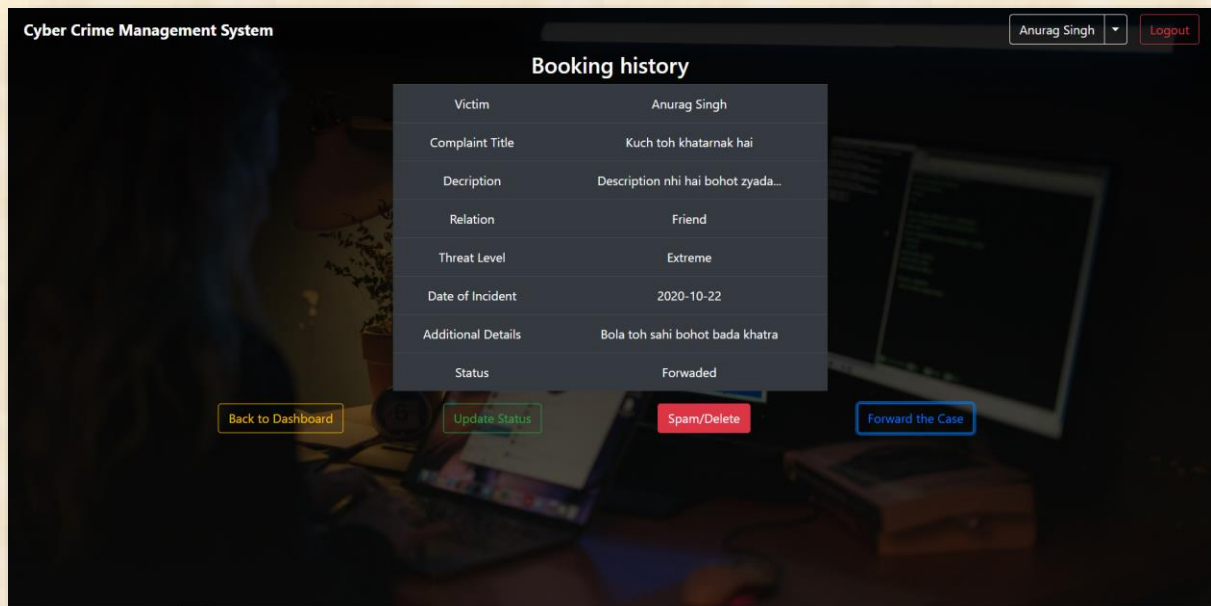 Cyber Crime Management System
Anurag Singh
Logout
Booking history
Victim Anurag Singh
Complaint Title Kuch toh khatarnak hai
Decription Description nhi hai bohot zyada...
Relation Friend
Threat Level Extreme
Date of Incident 2020-10-22
Additional Details Bola toh sahi bohot bada khatra
Status Forwaded
Back to Dashboard Update Status Spam/Delete Forward the Case